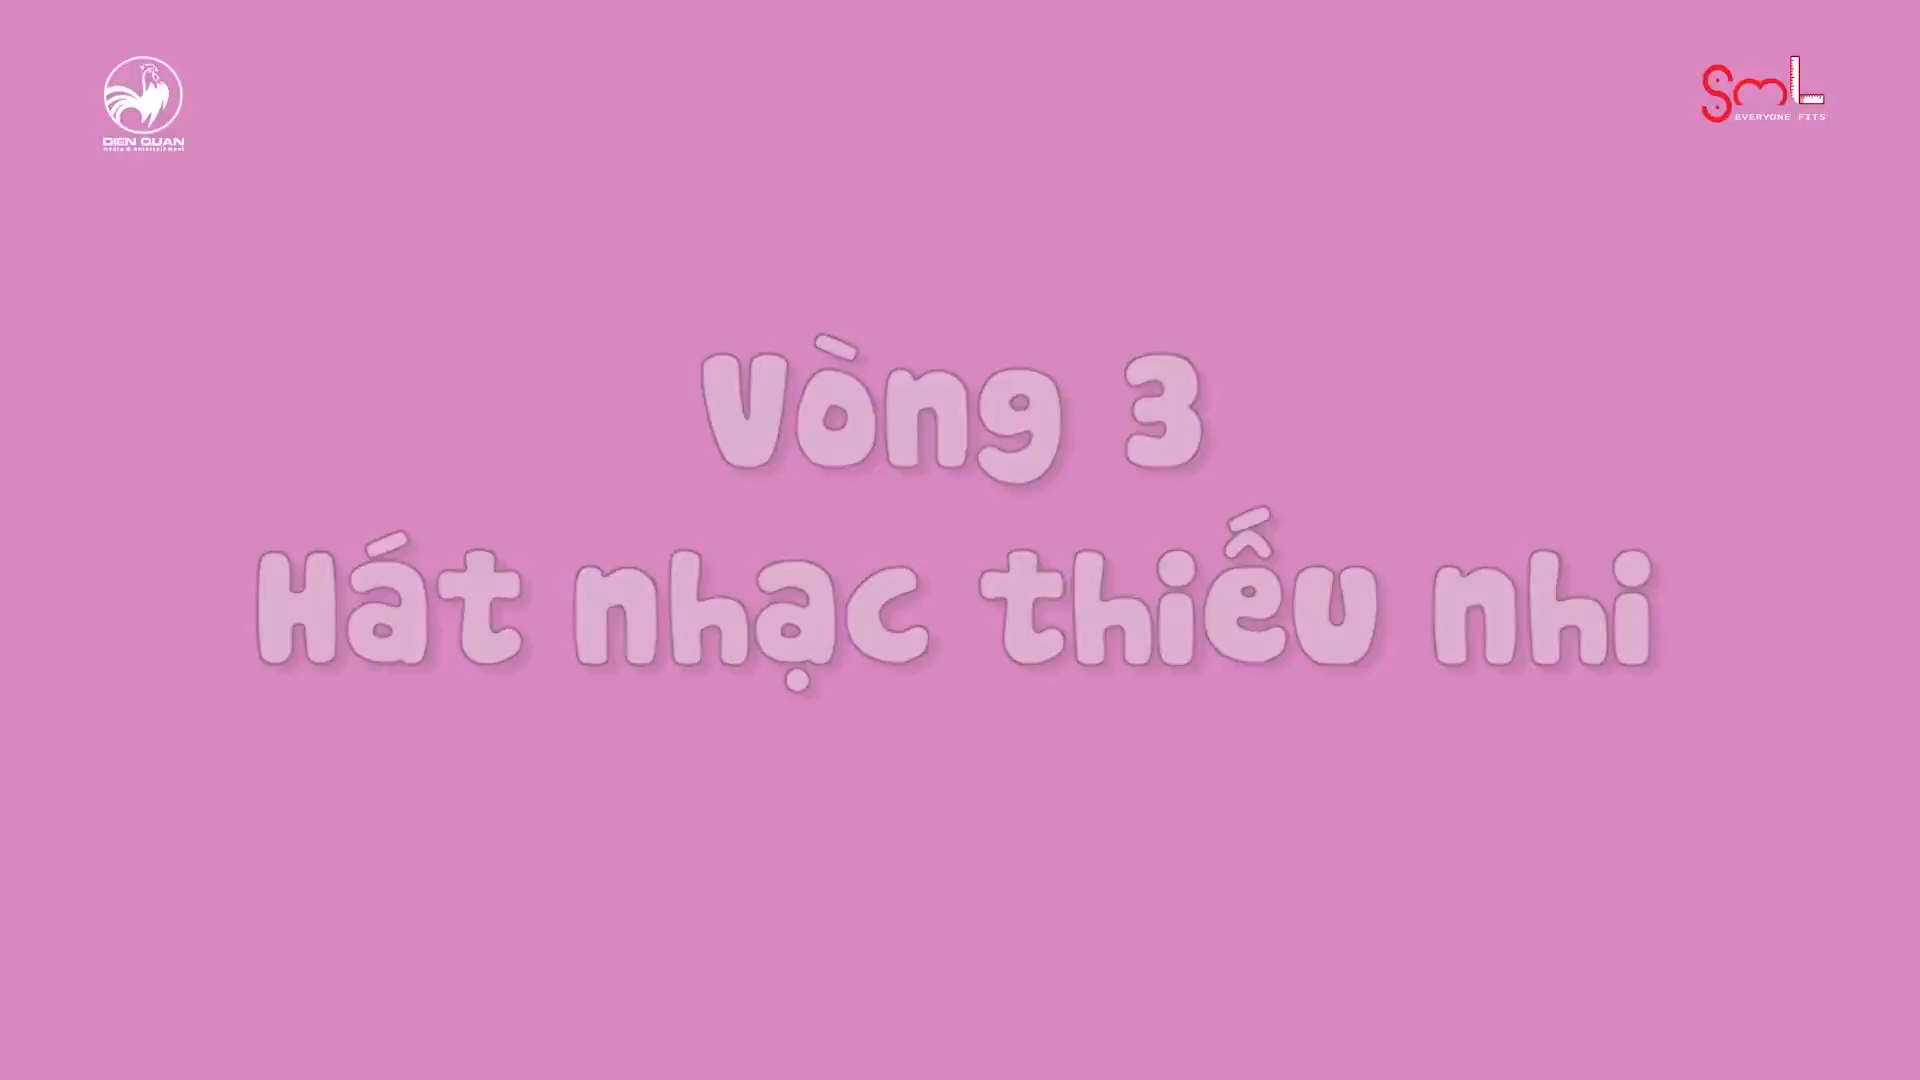 DIEN QUAN
media & entertainment
SML
EVERYONE FITS
Vòng 3
Hát nhạc thiếu nhi